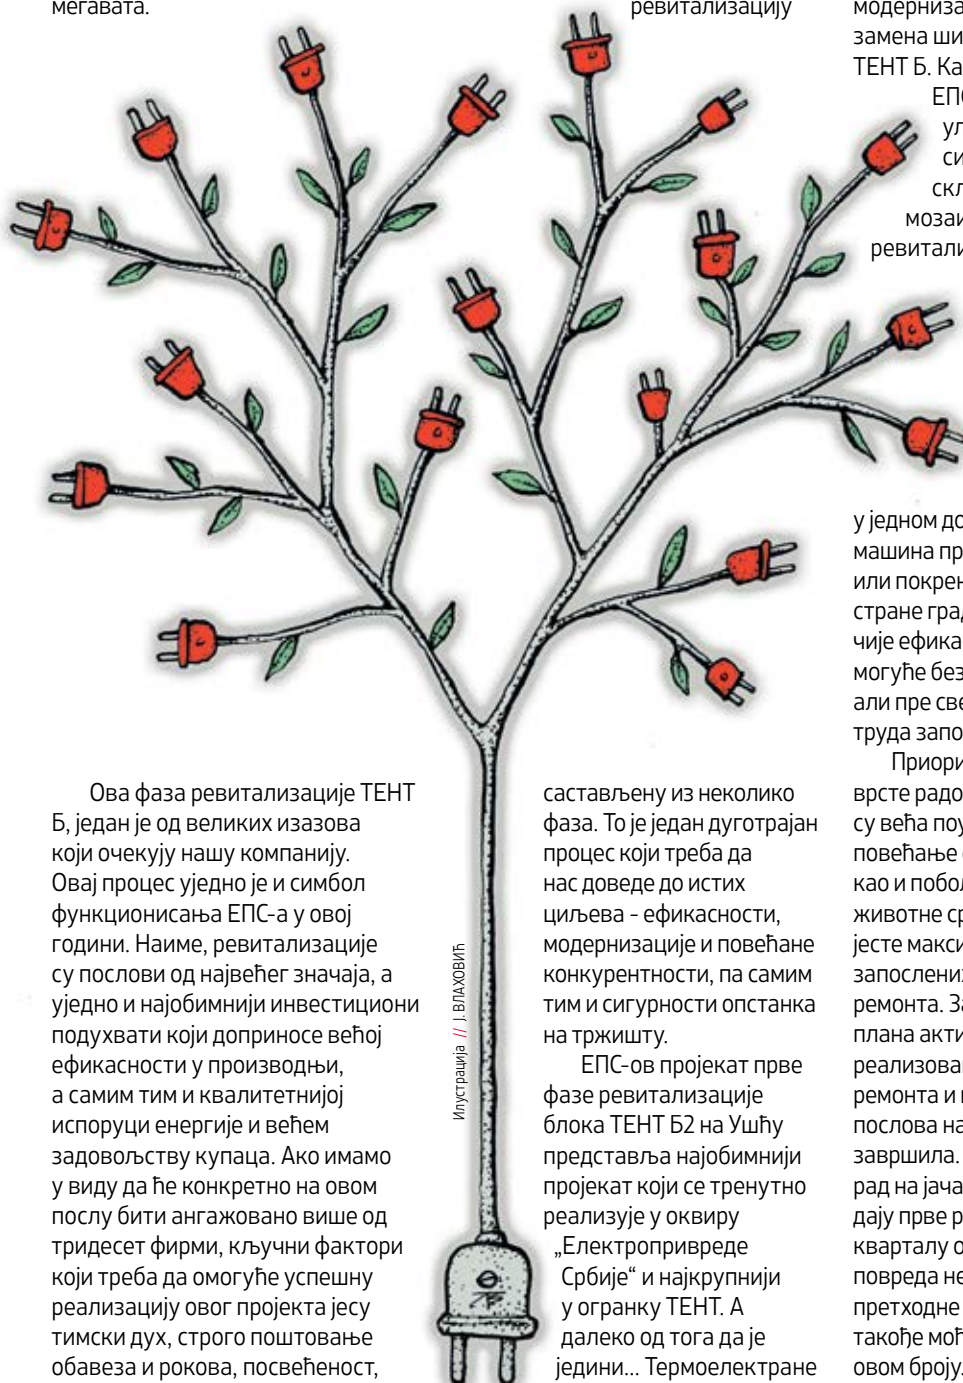 мегавата.
Ова фаза ревитализације ТЕНТ
Б, један је од великих изазова
који очекују нашу компанију.
Овај процес уједно је и симбол
функционисања ЕПС-а у овој
години. Наиме, ревитализације
су послови од највећег значаја, а
уједно и најобимнији инвестициони
подухвати који доприносе већој
ефикасности у производњи,
а самим тим и квалитетнијој
испоруци енергије и већем
задовољству купаца. Ако имамо
у виду да ће конкретно на овом
послу бити ангажовано више од
тридесет фирми, кључни фактори
који треба да омогуће успешну
реализацију овог пројекта јесу
тимски дух, строго поштовање
обавеза и рокова, посвећеност,
Илустрација // Ј. ВЛАХОВИЋ
ревитализацију
састављену из неколико
фаза. То је један дуготрајан
процес који треба да
нас доведе до истих
циљева - ефикасности,
модернизације и повећане
конкурентности, па самим
тим и сигурности опстанка
на тржишту.
ЕПС-ов пројекат прве
фазе ревитализације
блока ТЕНТ Б2 на Ушћу
представља најобимнији
пројекат који се тренутно
реализује у оквиру
„Електропривреде
Србије“ и најкрупнији
у огранку ТЕНТ. А
далеко од тога да је
једини... Термоелектране
модерниза
замена ши
ТЕНТ Б. Ка
ЕПС
ул
си
скл
мозаи
ревитали
у једном до
машина пр
или покрен
стране град
чије ефика
могуће без
али пре све
труда запо
Приори
врсте радо
су већа поу
повећање
као и побол
животне ср
јесте макси
запослених
ремонта. За
плана акти
реализован
ремонта и
послова на
завршила.
рад на јача
дају прве р
кварталу о
повреда не
претходне
такође моћ
овом броју.